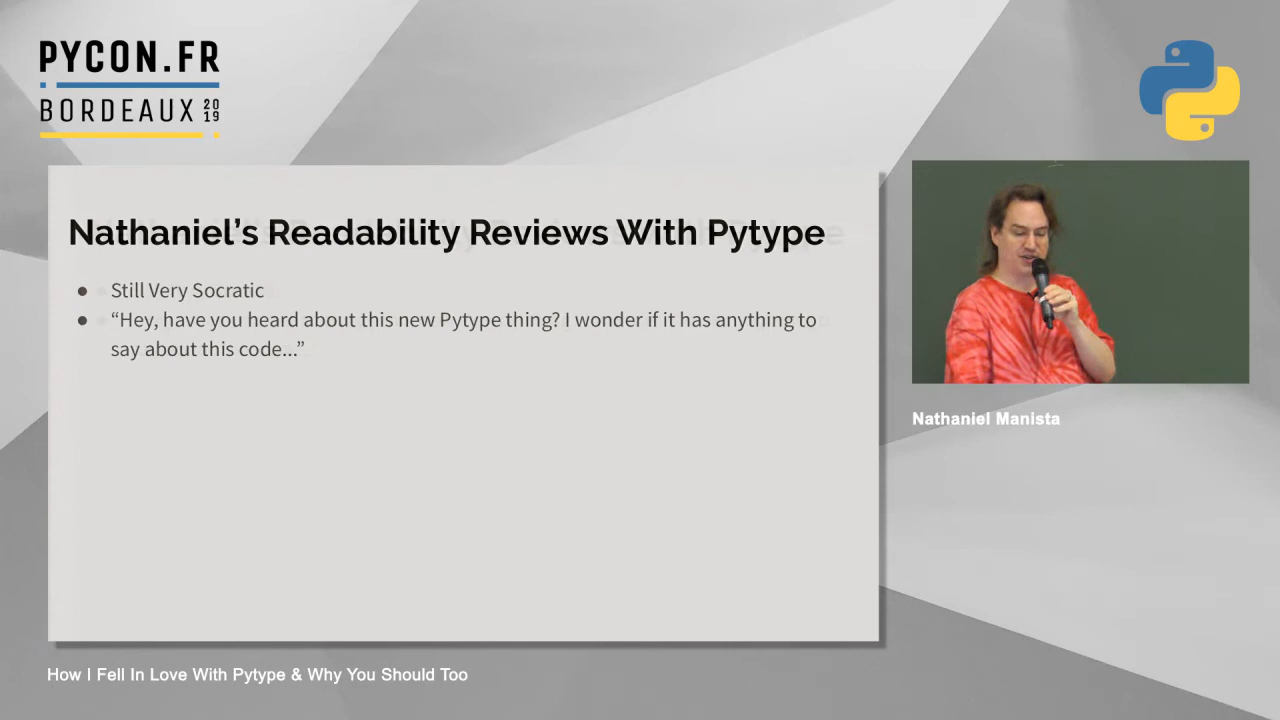 PYCON.FR
BORDEAUX 2019
Nathaniel’s Readability Reviews With Pytype
● Still Very Socratic
● “Hey, have you heard about this new Pytype thing? I wonder if it has anything to
say about this code...”
Nathaniel Manista
How I Fell In Love With Pytype & Why You Should Too